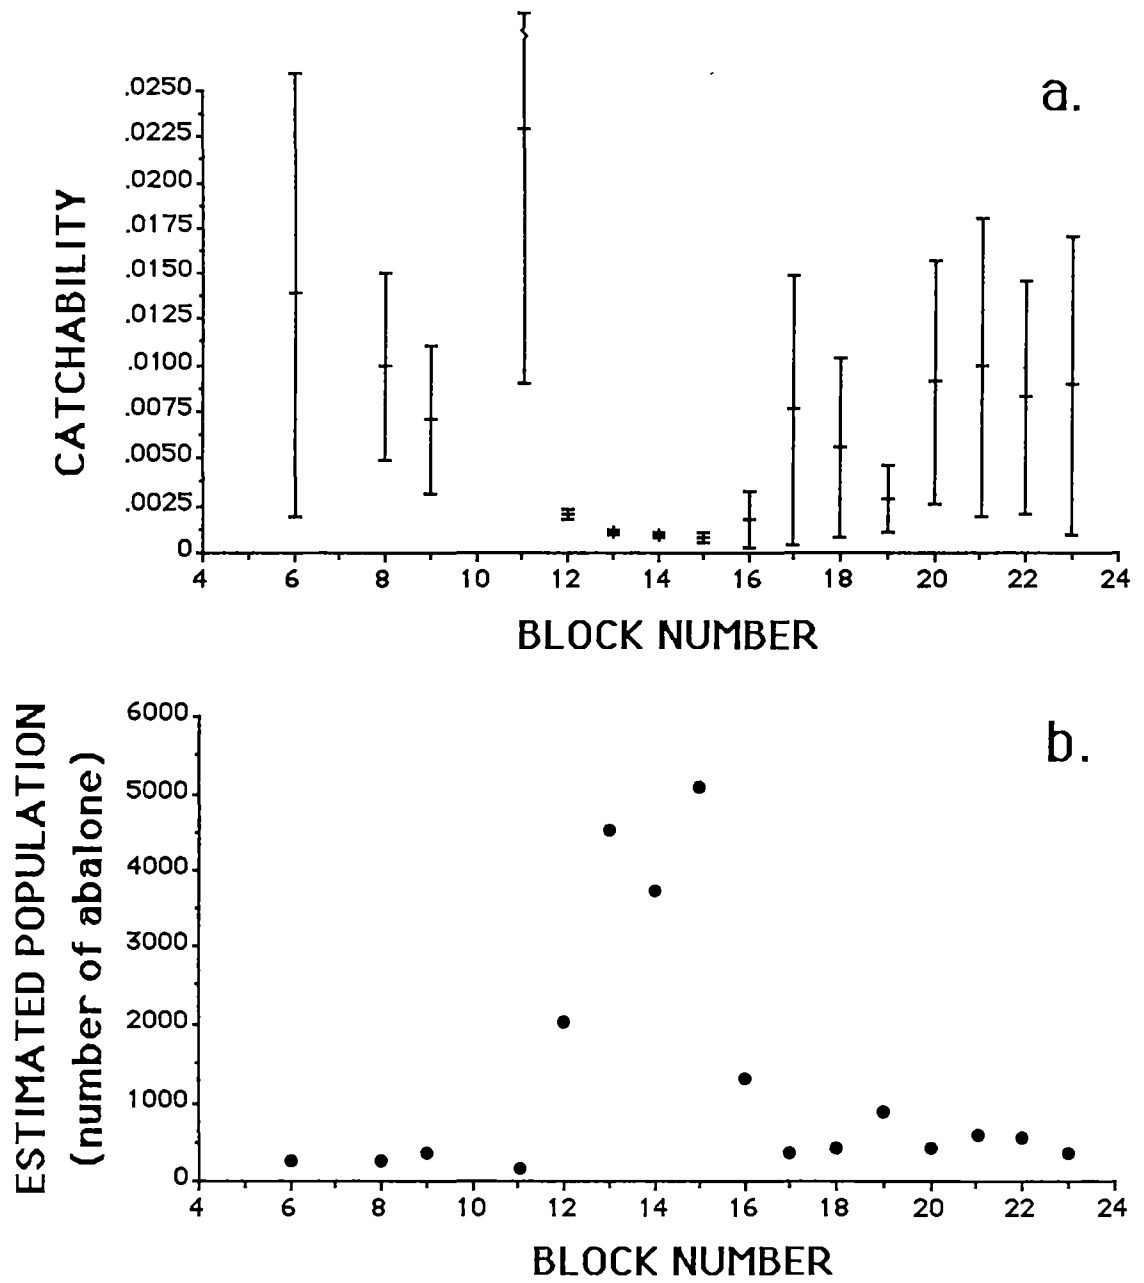 a.
.0250
.0225
.0200
.0175
.0150
.0125
.0100
.0075
.0050
.0025
0
CATCHABILITY
4 6 8 10 12 14 16 18 20 22 24
BLOCK NUMBER
b.
6000
5000
4000
3000
2000
1000
0
ESTIMATED POPULATION
(number of abalone)
4 6 8 10 12 14 16 18 20 22 24
BLOCK NUMBER